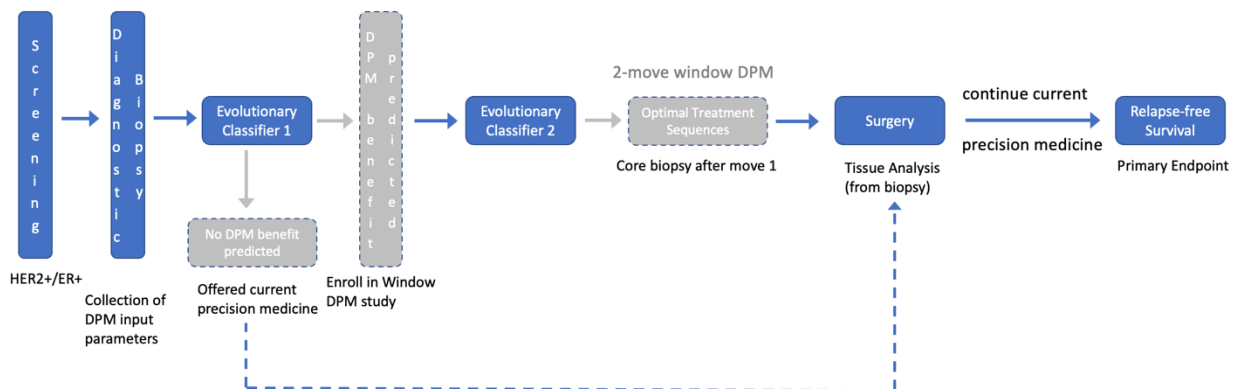 Screening
HER2+/ER+
Diagnostic
Biopsy
Collection of
DPM input
parameters
Evolutionary
Classifier 1
No DPM benefit
predicted
Offered current
precision medicine
DPM benefit
predicted
Enroll in Window
DPM study
Evolutionary
Classifier 2
2-move window DPM
Optimal Treatment
Sequences
Core biopsy after move 1
Surgery
Tissue Analysis
(from biopsy)
continue current
precision medicine
Relapse-free
Survival
Primary Endpoint